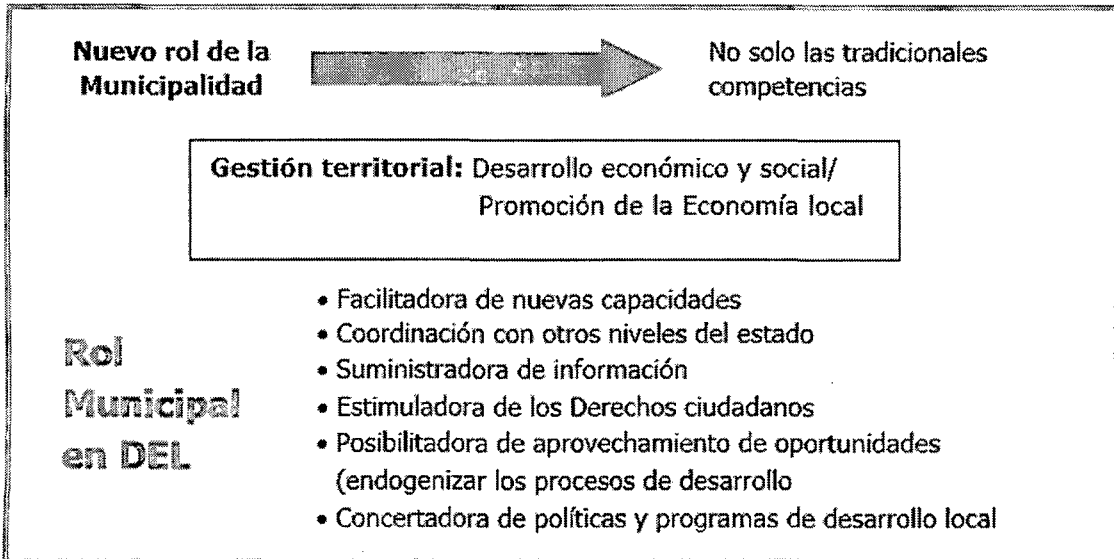 Nuevo rol de la
Municipalidad
No solo las tradicionales
competencias
Gestión territorial: Desarrollo económico y social/
Promoción de la Economía local
Rol
Municipal
en DEL
• Facilitadora de nuevas capacidades
• Coordinación con otros niveles del estado
• Suministradora de información
• Estimuladora de los Derechos ciudadanos
• Posibilitadora de aprovechamiento de oportunidades
(endogenizar los procesos de desarrollo
• Concertadora de políticas y programas de desarrollo local